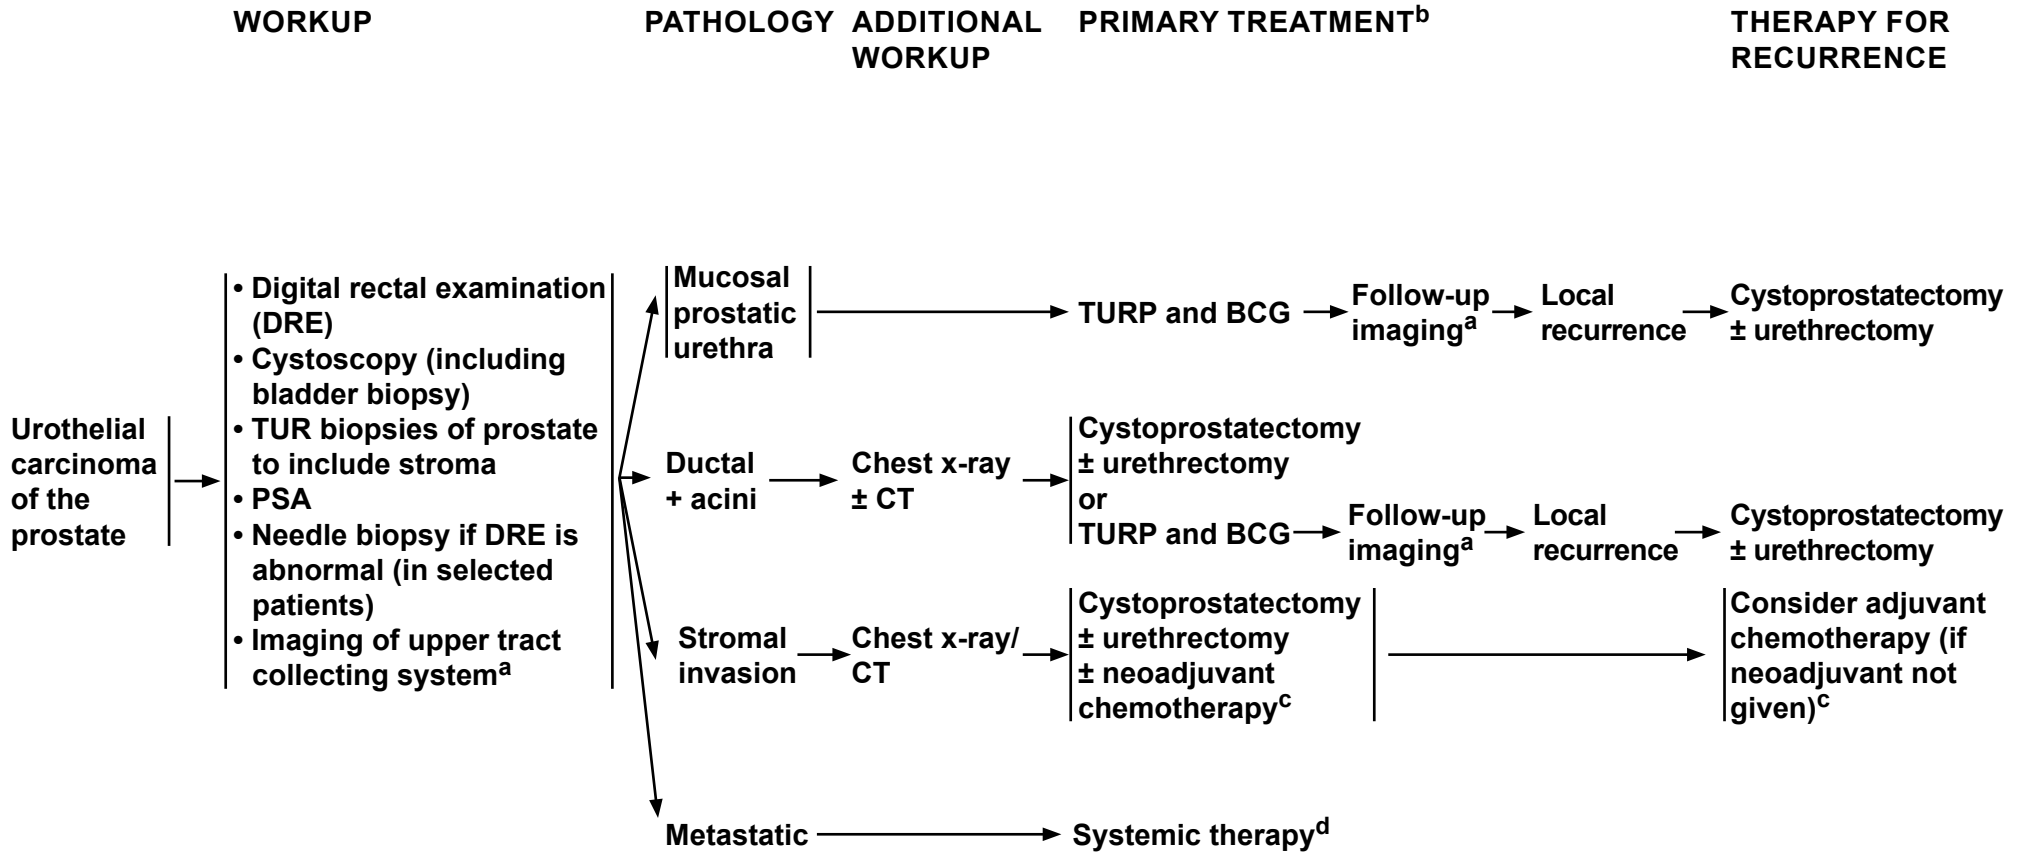 WORKUP
PATHOLOGY
ADDITIONAL
WORKUP
PRIMARY TREATMENTb
THERAPY FOR
RECURRENCE
Urothelial
carcinoma
of the
prostate
• Digital rectal examination
(DRE)
• Cystoscopy (including
bladder biopsy)
• TUR biopsies of prostate
to include stroma
• PSA
• Needle biopsy if DRE is
abnormal (in selected
patients)
• Imaging of upper tract
collecting systema
Mucosal
prostatic
urethra
TURP and BCG
Follow-up
imaginga
Local
recurrence
Cystoprostatectomy
± urethrectomy
Ductal
+ acini
Chest x-ray
± CT
Cystoprostatectomy
± urethrectomy
or
TURP and BCG
Follow-up
imaginga
Local
recurrence
Cystoprostatectomy
± urethrectomy
Stromal
invasion
Chest x-ray/
CT
Cystoprostatectomy
± urethrectomy
± neoadjuvant
chemotherapyc
Consider adjuvant
chemotherapy (if
neoadjuvant not
given)c
Metastatic
Systemic therapyd